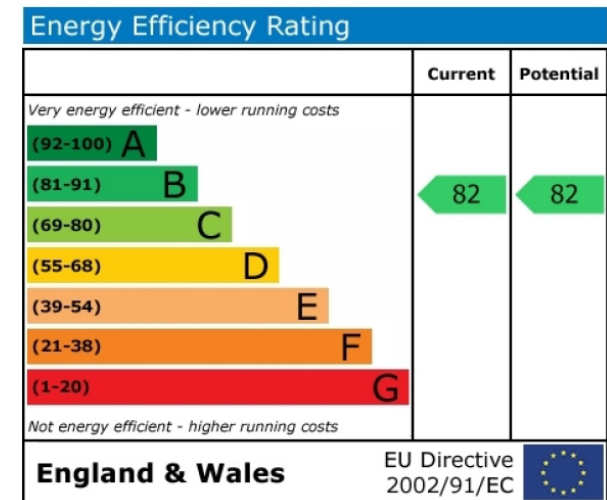 Energy Efficiency Rating
Current Potential
Very energy efficient - lower running costs
(92-100) A
(81-91) B
82 82
(69-80) C
(55-68) D
(39-54) E
(21-38) F
(1-20) G
Not energy efficient - higher running costs
England & Wales
EU Directive
2002/91/EC